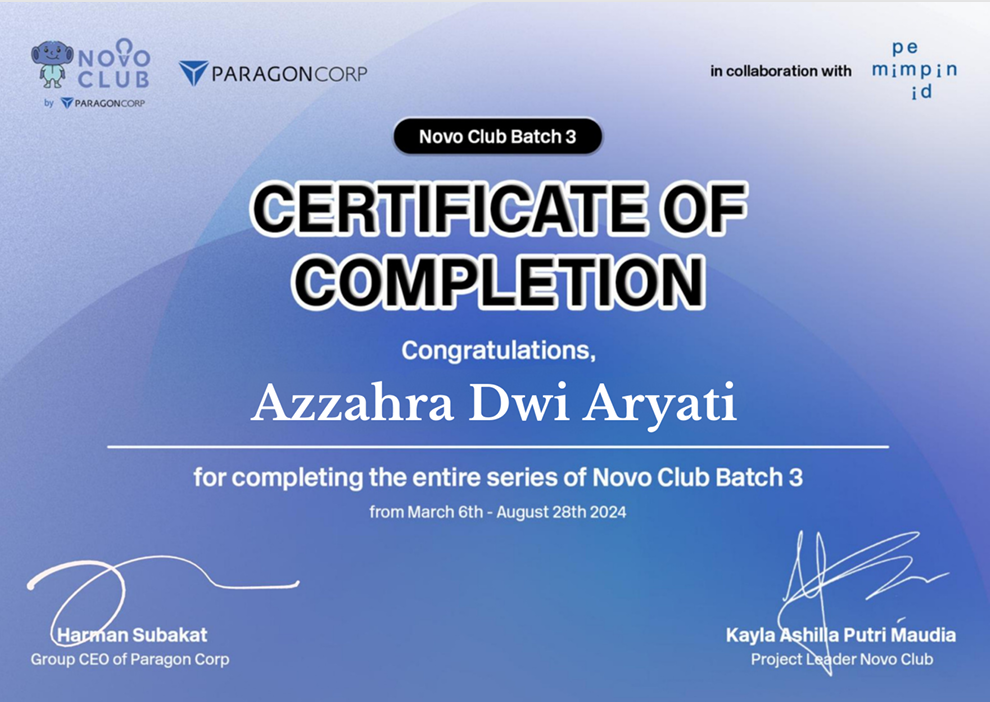 NOVO
CLUB
by PARAGONCORP
PARAGONCORP
in collaboration with
pe
mimpin
id
Novo Club Batch 3
CERTIFICATE OF
COMPLETION
Congratulations,
Azzahra Dwi Aryati
for completing the entire series of Novo Club Batch 3
from March 6th - August 28th 2024
Harman Subakat
Group CEO of Paragon Corp
Kayla Ashilla Putri Maudia
Project Leader Novo Club